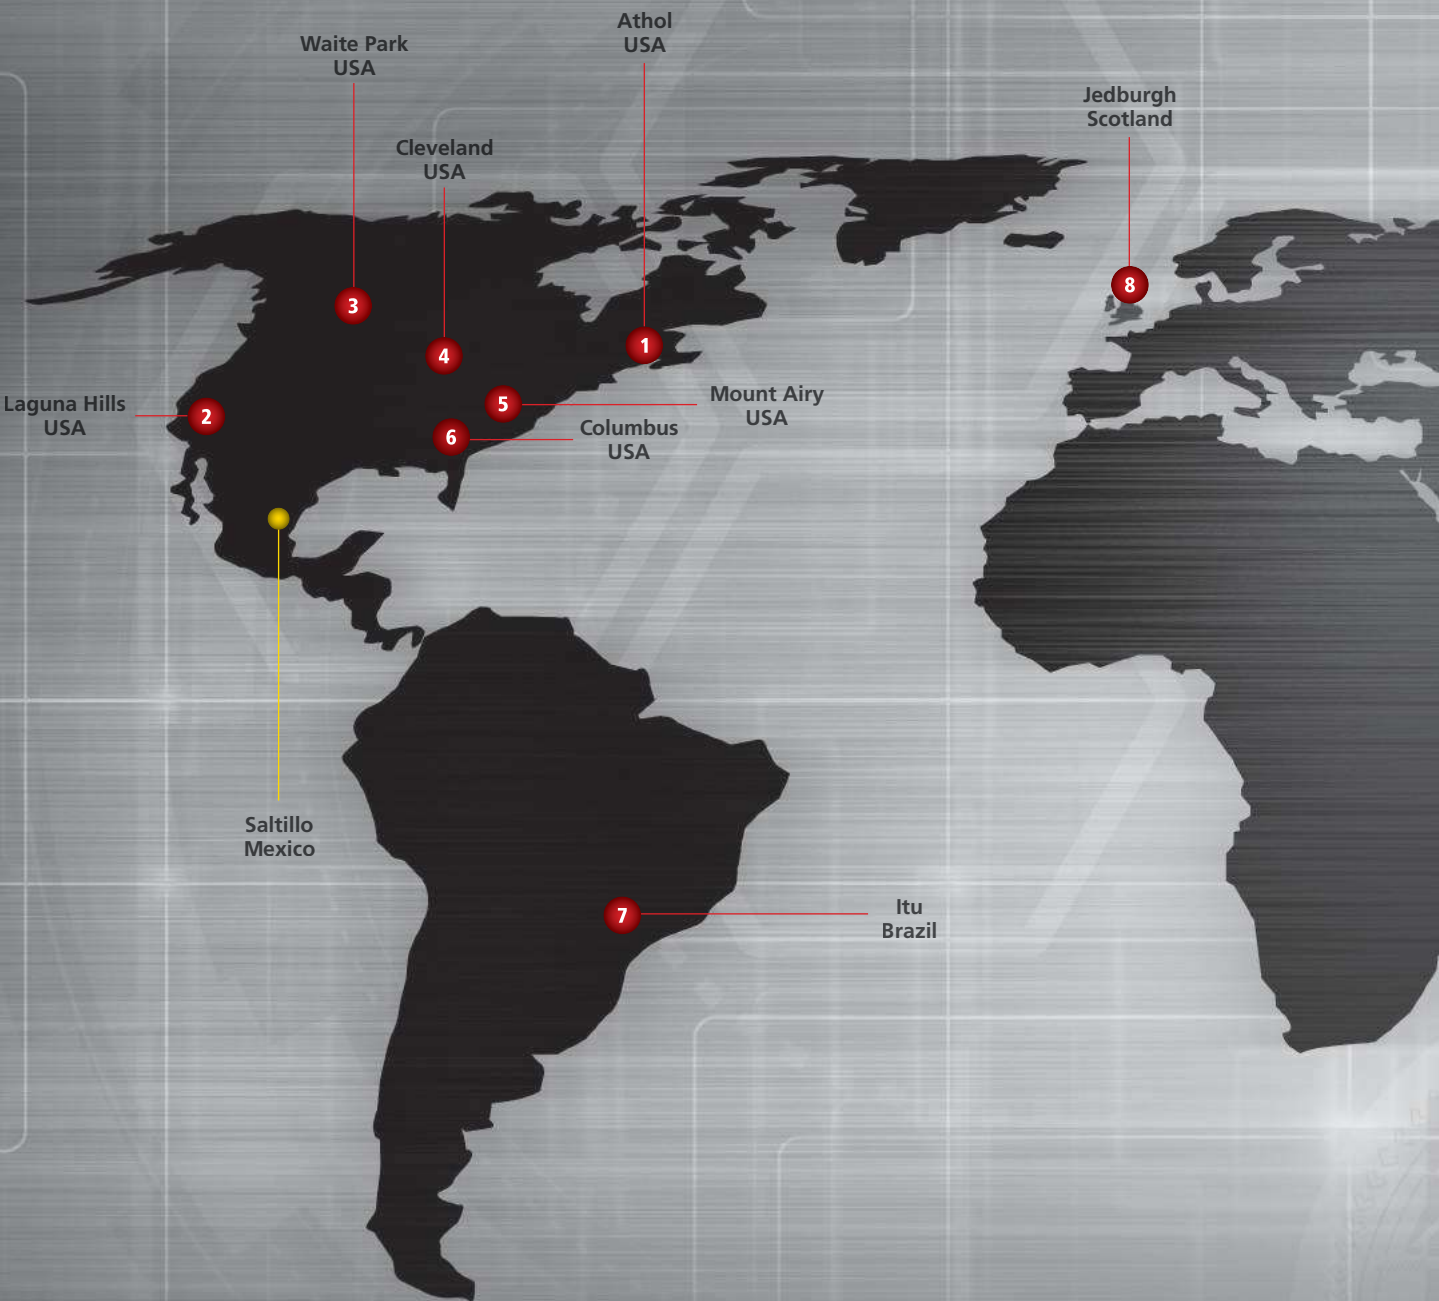 Athol
USA
Waite Park
USA
Jedburgh
Scotland
Cleveland
USA
8
3
1
4
Mount Airy
USA
5
Laguna Hills
USA
2
Columbus
USA
6
Saltillo
Mexico
7
Itu
Brazil